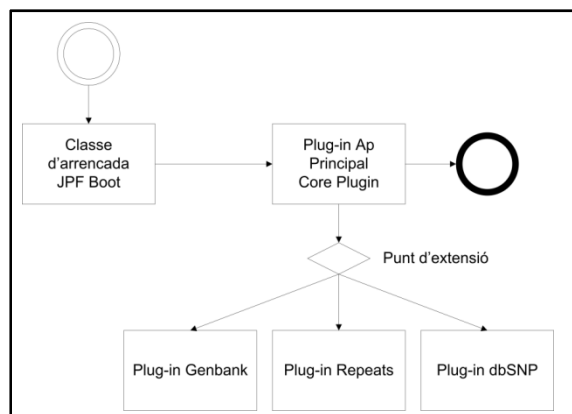 Classe
d'arrencada
JPF Boot
Plug-in Ap
Principal
Core Plugin
Punt d'extensió
Plug-in Genbank
Plug-in Repeats
Plug-in dbSNP